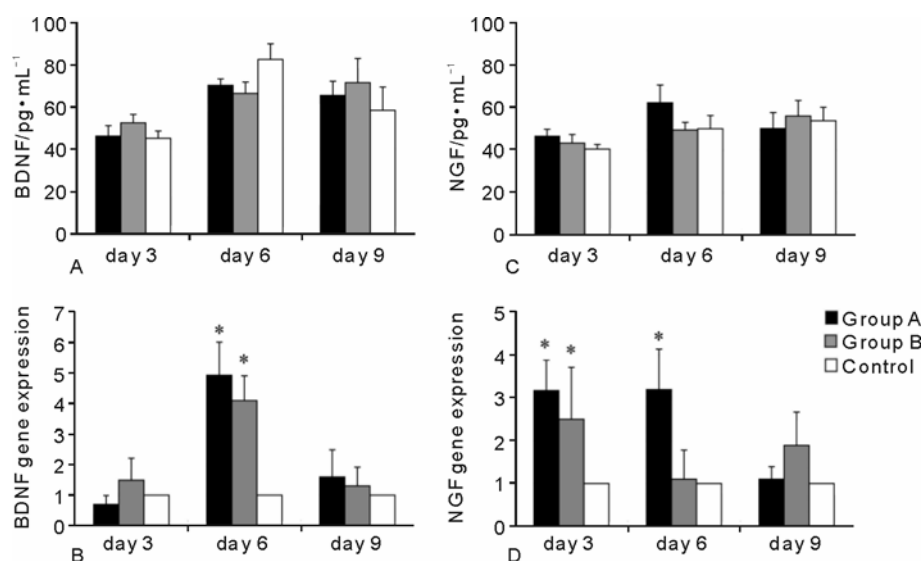 BDNF/pg•mL⁻¹
100
80
60
40
20
0
day 3
day 6
day 9
A
NGF/pg•mL⁻¹
100
80
60
40
20
0
day 3
day 6
day 9
C
BDNF gene expression
7
6
5
4
3
2
1
0
*
*
day 3
day 6
day 9
B
NGF gene expression
5
4
3
2
1
0
*
*
*
day 3
day 6
day 9
D
Group A
Group B
Control